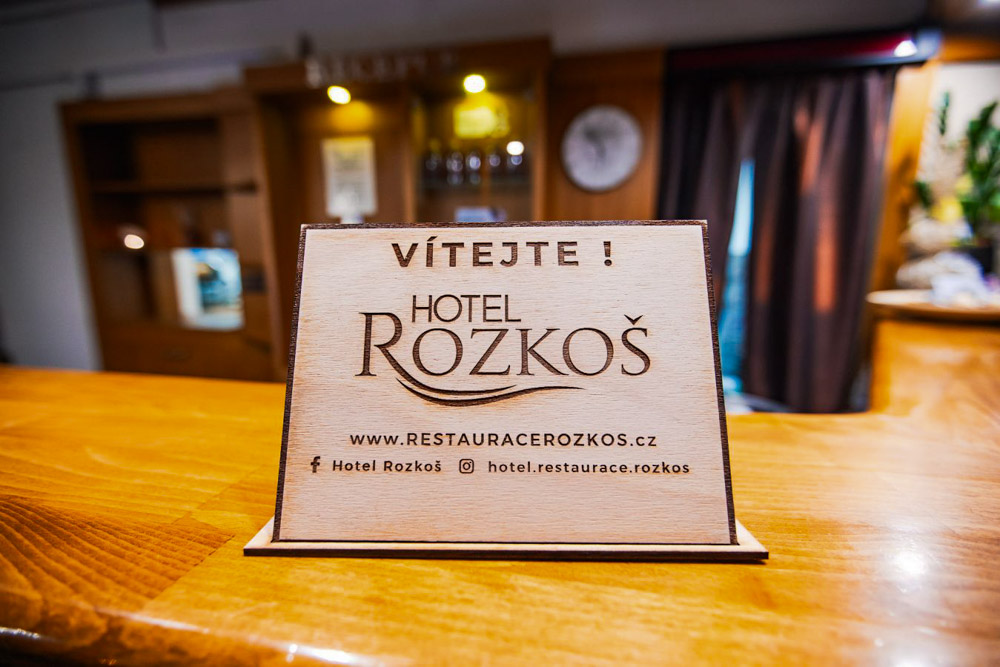 VÍTEJTE !
HOTEL
ROZKOŠ
www.RESTAURACEROZKOS.cz
Hotel Rozkoš hotel.restaurace.rozkos